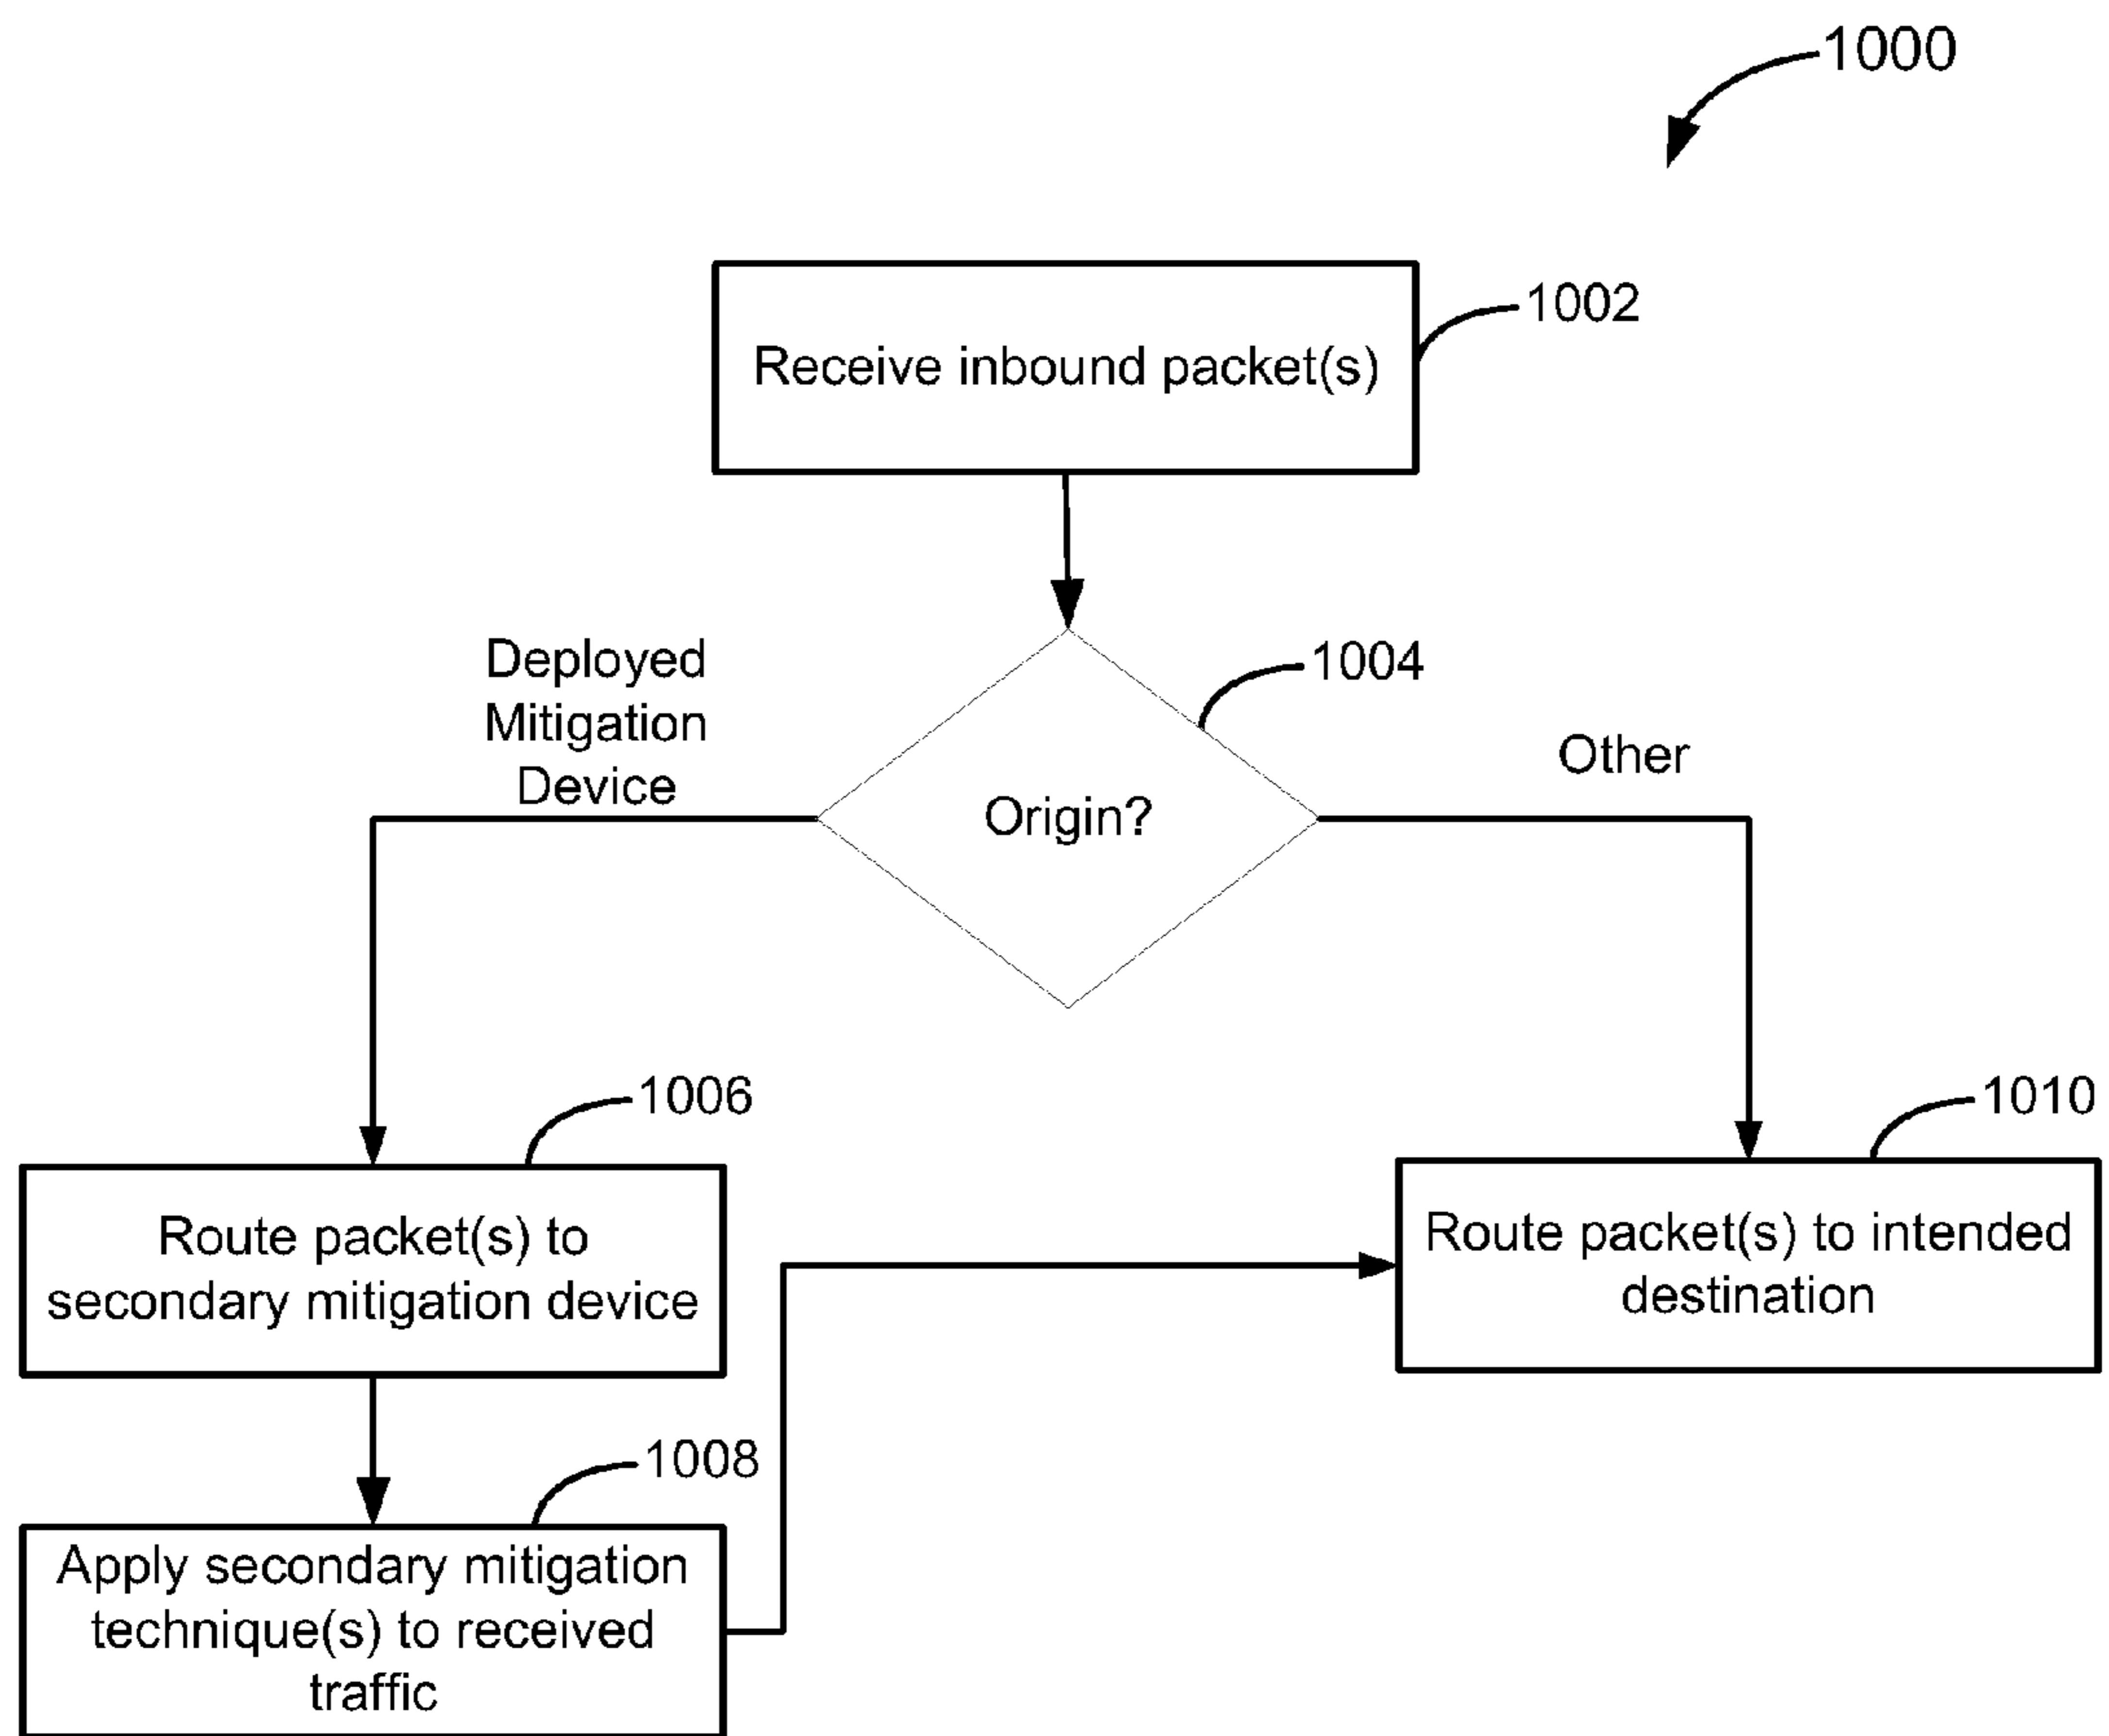 1000
Receive inbound packet(s)
1002
1004
Deployed
Mitigation
Device
Origin?
Other
1006
Route packet(s) to
secondary mitigation device
1010
Route packet(s) to intended
destination
1008
Apply secondary mitigation
technique(s) to received
traffic